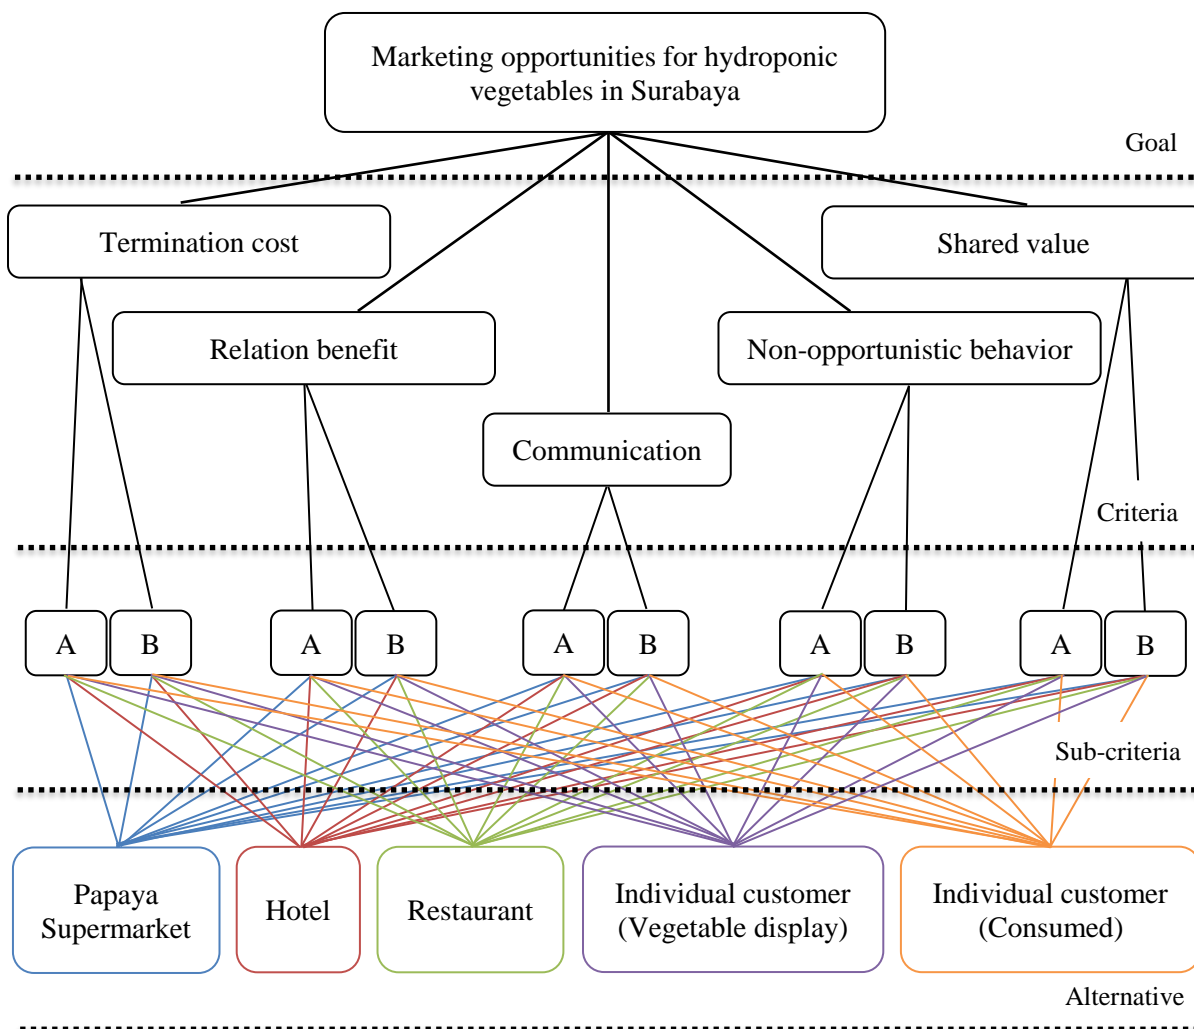 Marketing opportunities for hydroponic
vegetables in Surabaya
Goal
Termination cost
Shared value
Relation benefit
Non-opportunistic behavior
Communication
Criteria
A
B
A
B
A
B
A
B
A
B
Sub-criteria
Papaya
Supermarket
Hotel
Restaurant
Individual customer
(Vegetable display)
Individual customer
(Consumed)
Alternative